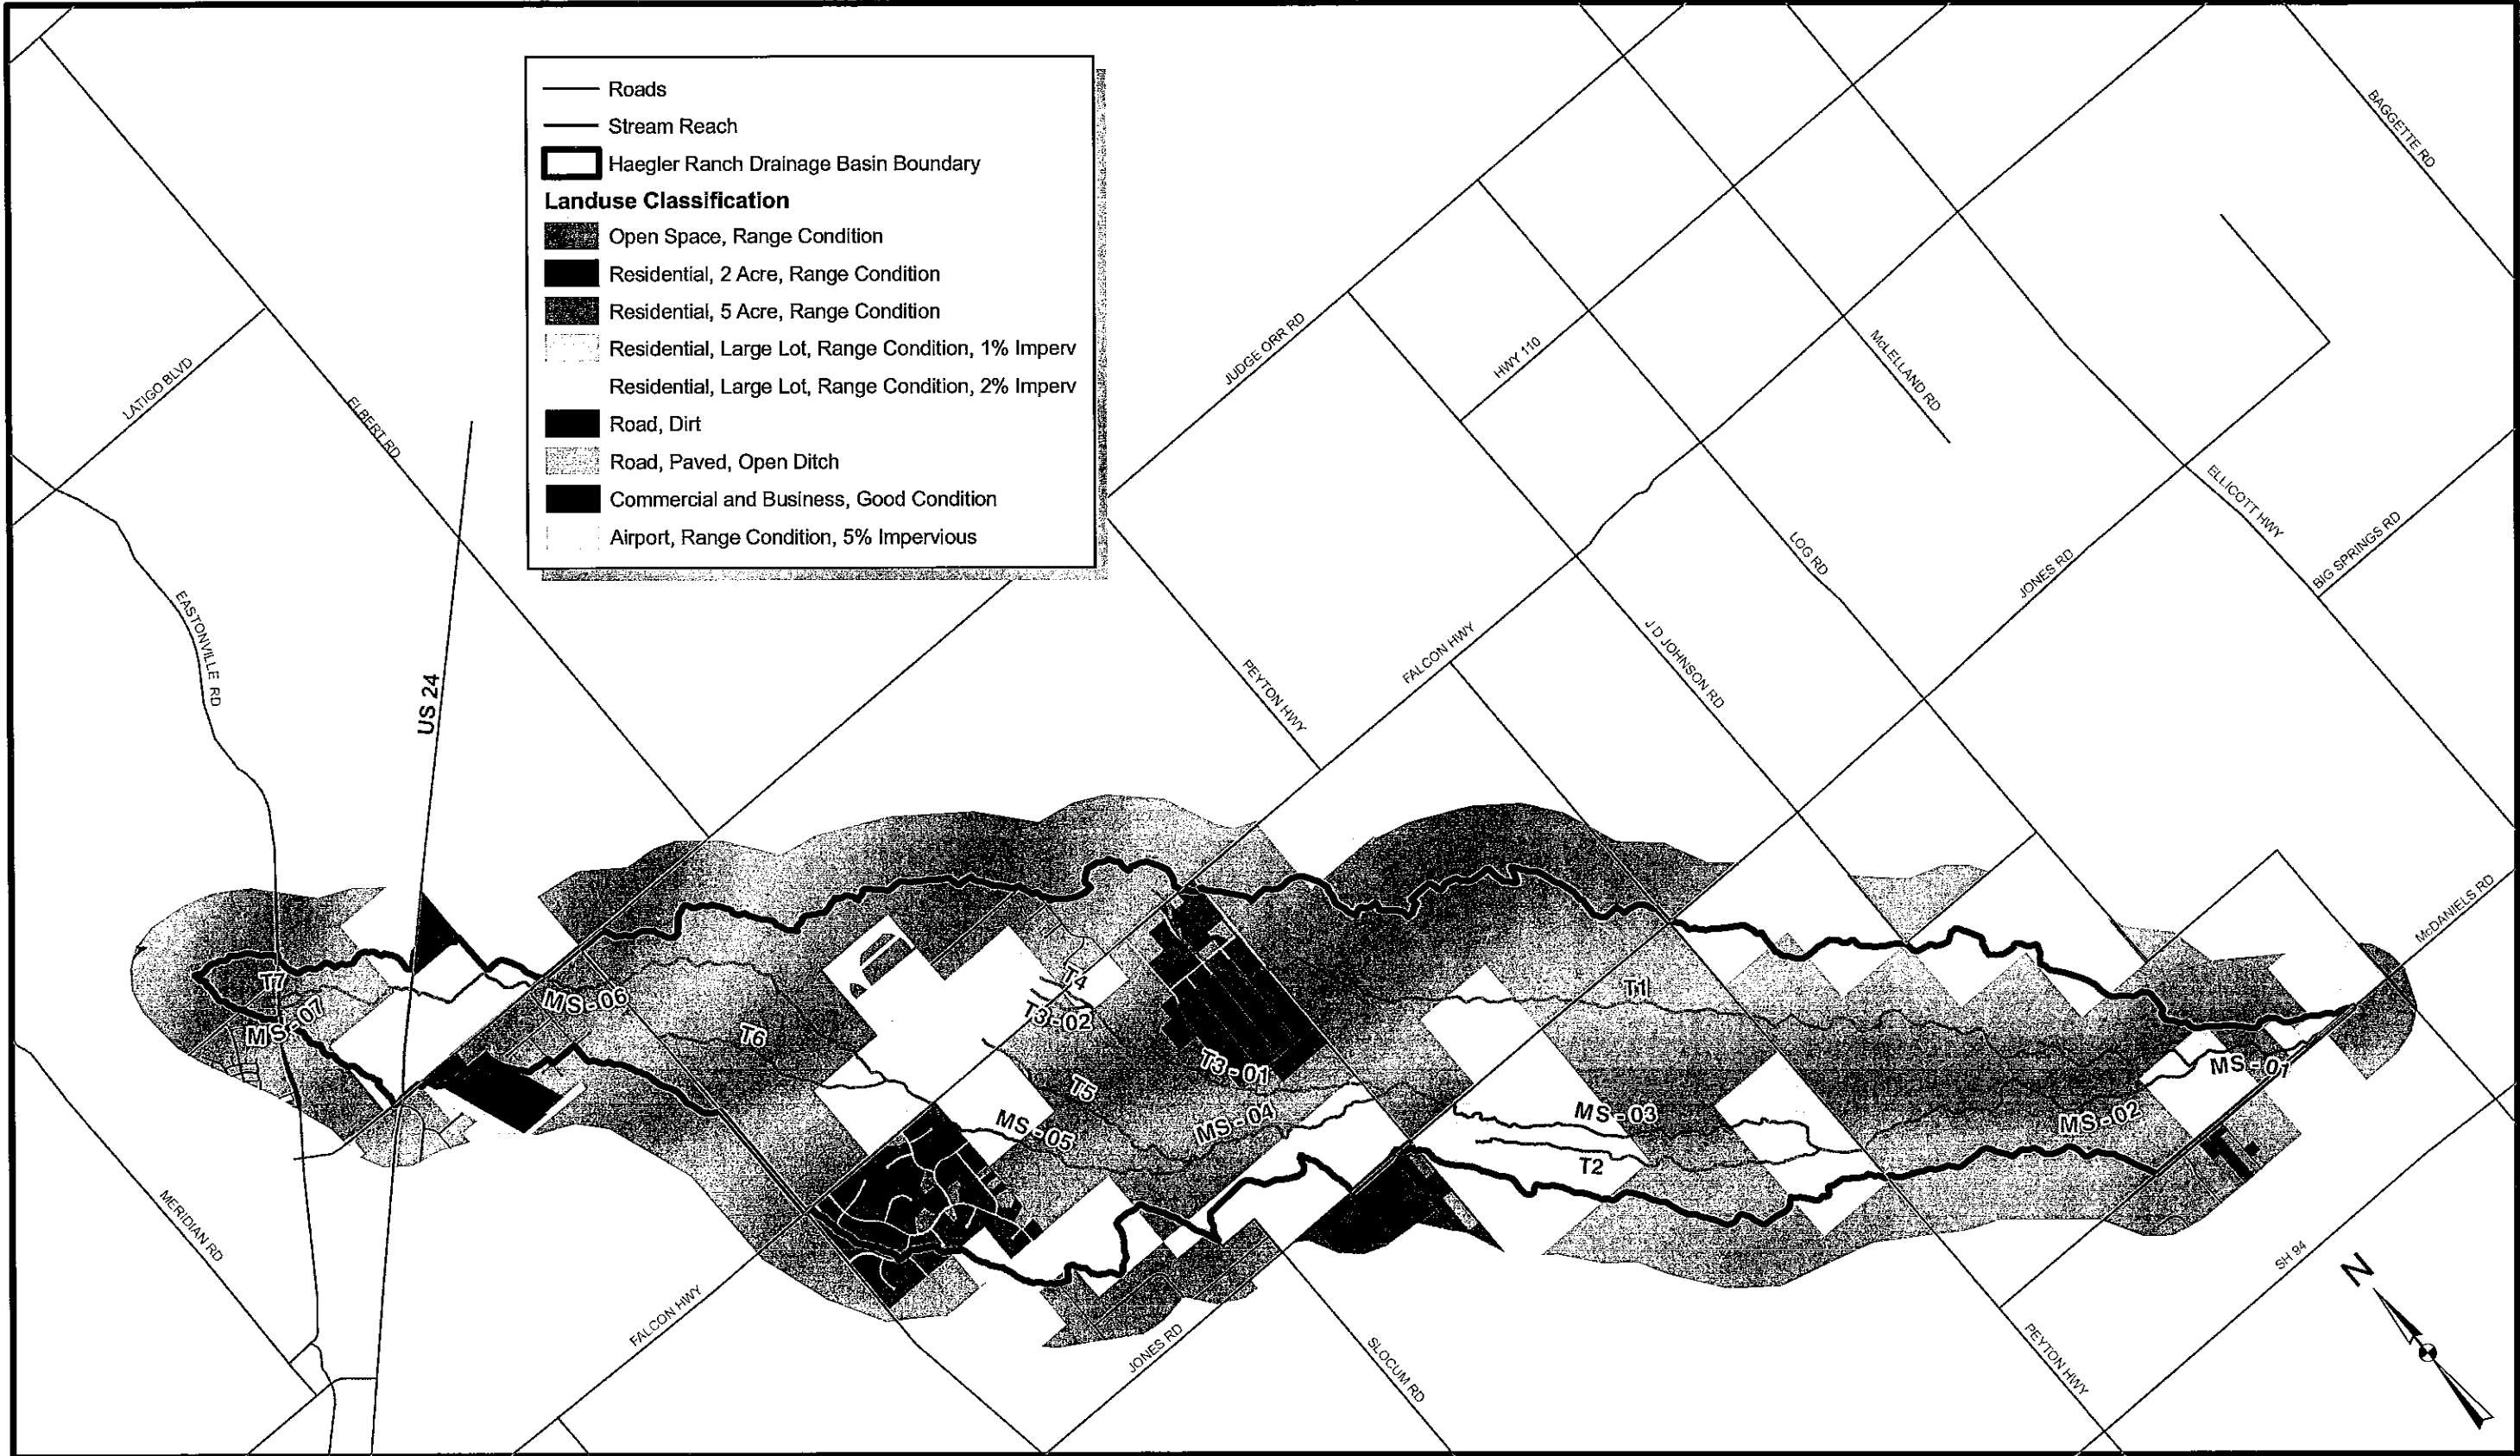 Roads
Stream Reach
Haegler Ranch Drainage Basin Boundary
Landuse Classification
Open Space, Range Condition
Residential, 2 Acre, Range Condition
Residential, 5 Acre, Range Condition
Residential, Large Lot, Range Condition, 1% Imperv
Residential, Large Lot, Range Condition, 2% Imperv
Road, Dirt
Road, Paved, Open Ditch
Commercial and Business, Good Condition
Airport, Range Condition, 5% Impervious
BAGGETTE RD
JUDGE ORR RD
HWY 110
McLELLAND RD
LATIGO BLVD
ELBERT RD
ELLICOTT HWY
BIG SPRINGS RD
LOG RD
JONES RD
EASTONVILLE RD
US 24
PEYTON HWY
FALCON HWY
J D JOHNSON RD
McDANIELS RD
T7
MS-07
MS-06
T6
T4
T3-02
T3-01
T5
MS-05
MS-04
T1
MS-03
T2
MS-02
MS-01
MERIDIAN RD
FALCON HWY
JONES RD
SLOCUM RD
PEYTON HWY
SH 94
N